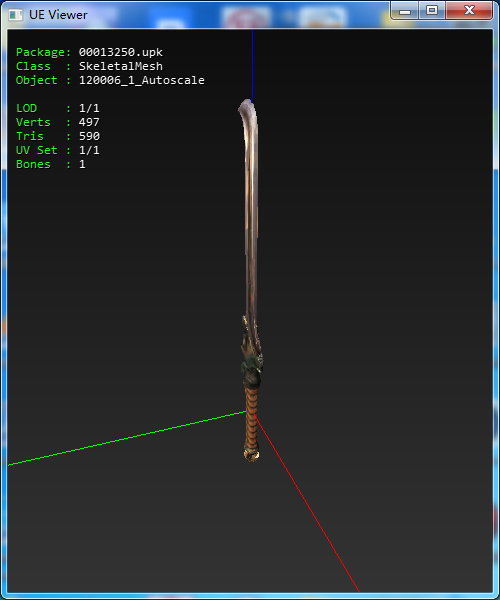 UE Viewer
Package: 00013250.upk
Class : SkeletalMesh
Object : 120006_1_Autoscale
LOD : 1/1
Verts : 497
Tris : 590
UV Set : 1/1
Bones : 1